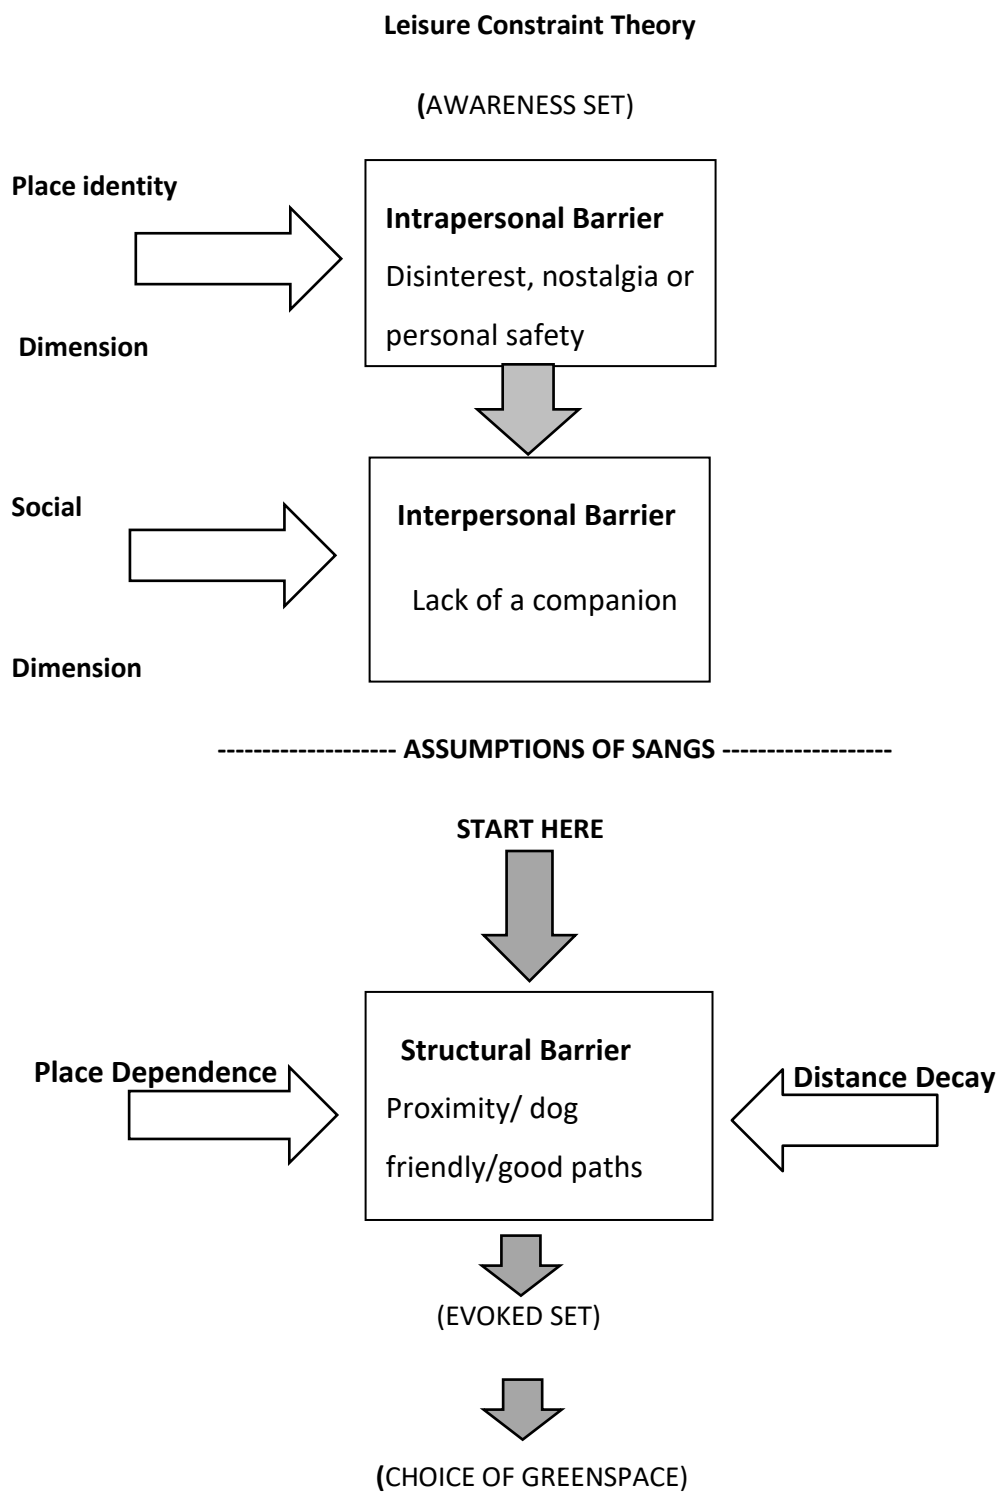 Leisure Constraint Theory
(AWARENESS SET)
Place identity
Dimension
Intrapersonal Barrier
Disinterest, nostalgia or
personal safety
Social
Dimension
Interpersonal Barrier
Lack of a companion
-------------------- ASSUMPTIONS OF SANGS -------------------
START HERE
Place Dependence
Structural Barrier
Proximity/ dog
friendly/good paths
Distance Decay
(EVOKED SET)
(CHOICE OF GREENSPACE)